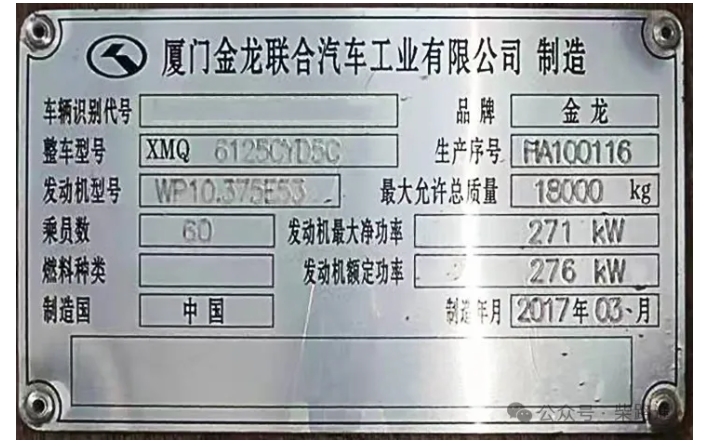 厦门金龙联合汽车工业有限公司 制造
车辆识别代号 品牌 金龙
整车型号 XMQ 6125CYD5C 生产序号 HA100116
发动机型号 WP10.375E53 最大允许总质量 18000 kg
乘员数 60 发动机最大净功率 271 kW
燃料种类 发动机额定功率 276 kW
制造国 中国 制造年月 2017年03月
公众号·柴